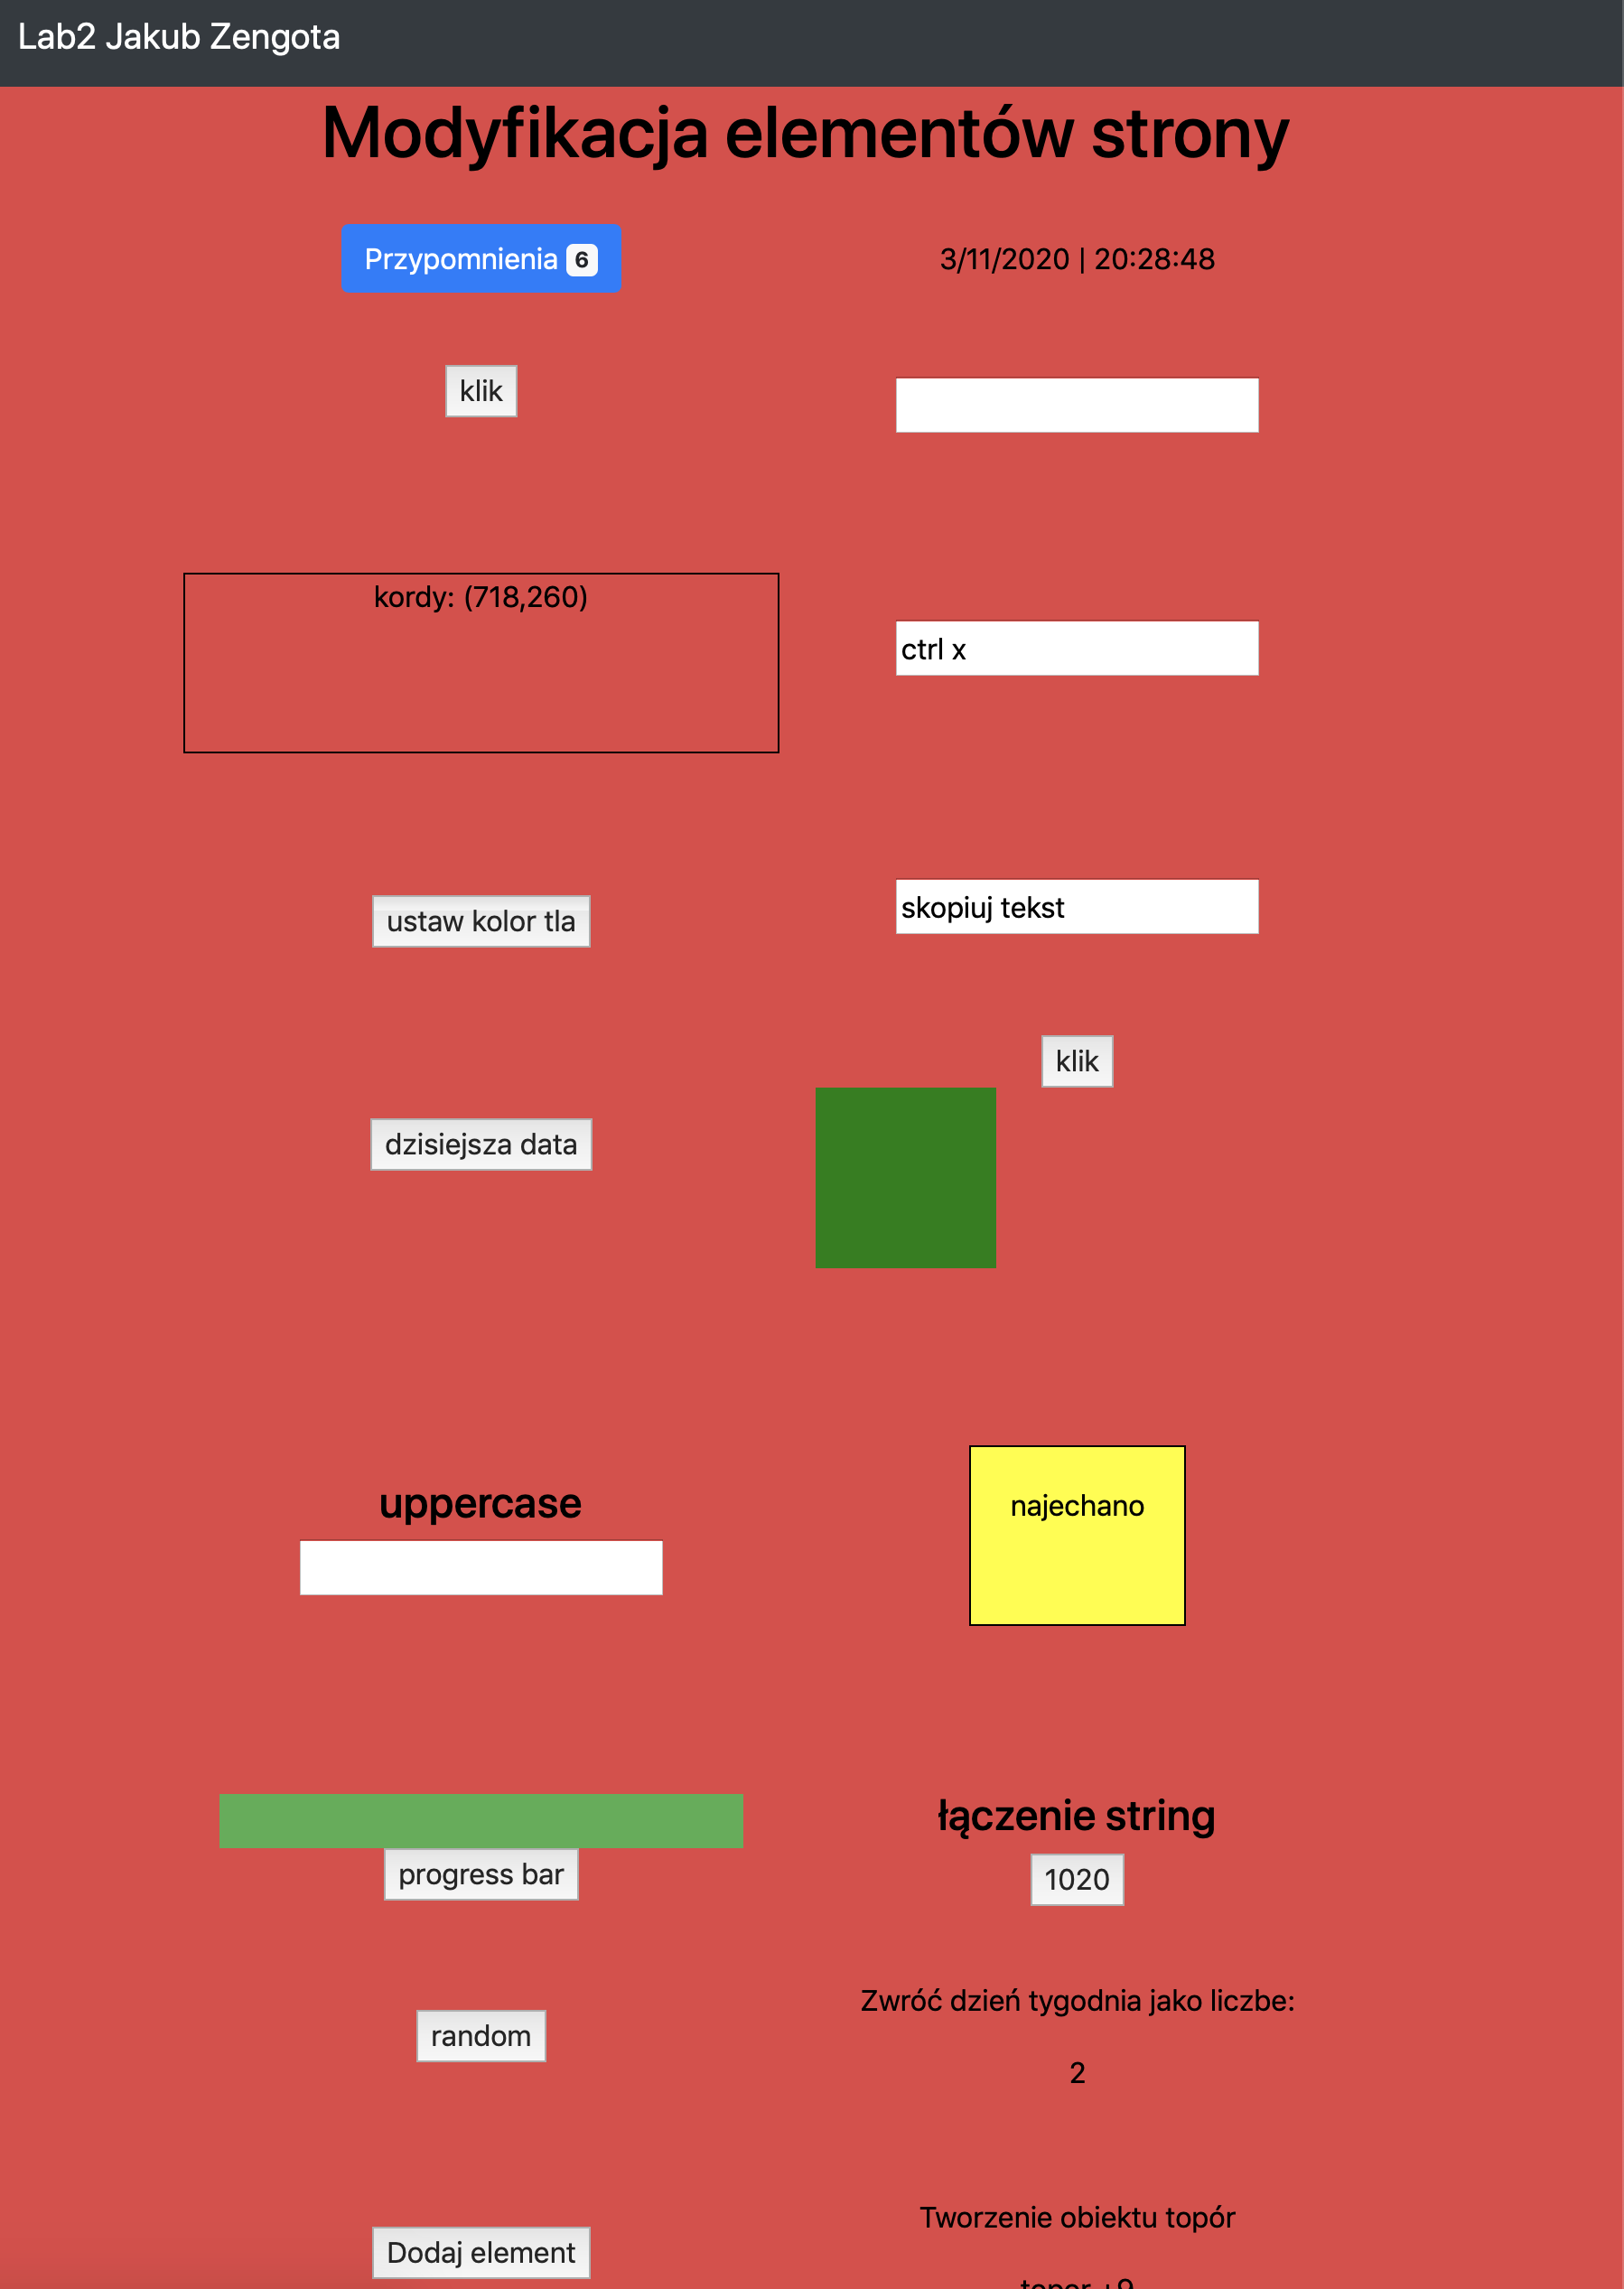 Lab2 Jakub Zengota
Modyfikacja elementów strony
Przypomnienia 6
3/11/2020 | 20:28:48
klik
kordy: (718,260)
ctrl x
ustaw kolor tla
skopiuj tekst
klik
dzisiejsza data
uppercase
najechano
progress bar
łączenie string
1020
random
Zwróć dzień tygodnia jako liczbe:
2
Dodaj element
Tworzenie obiektu topór